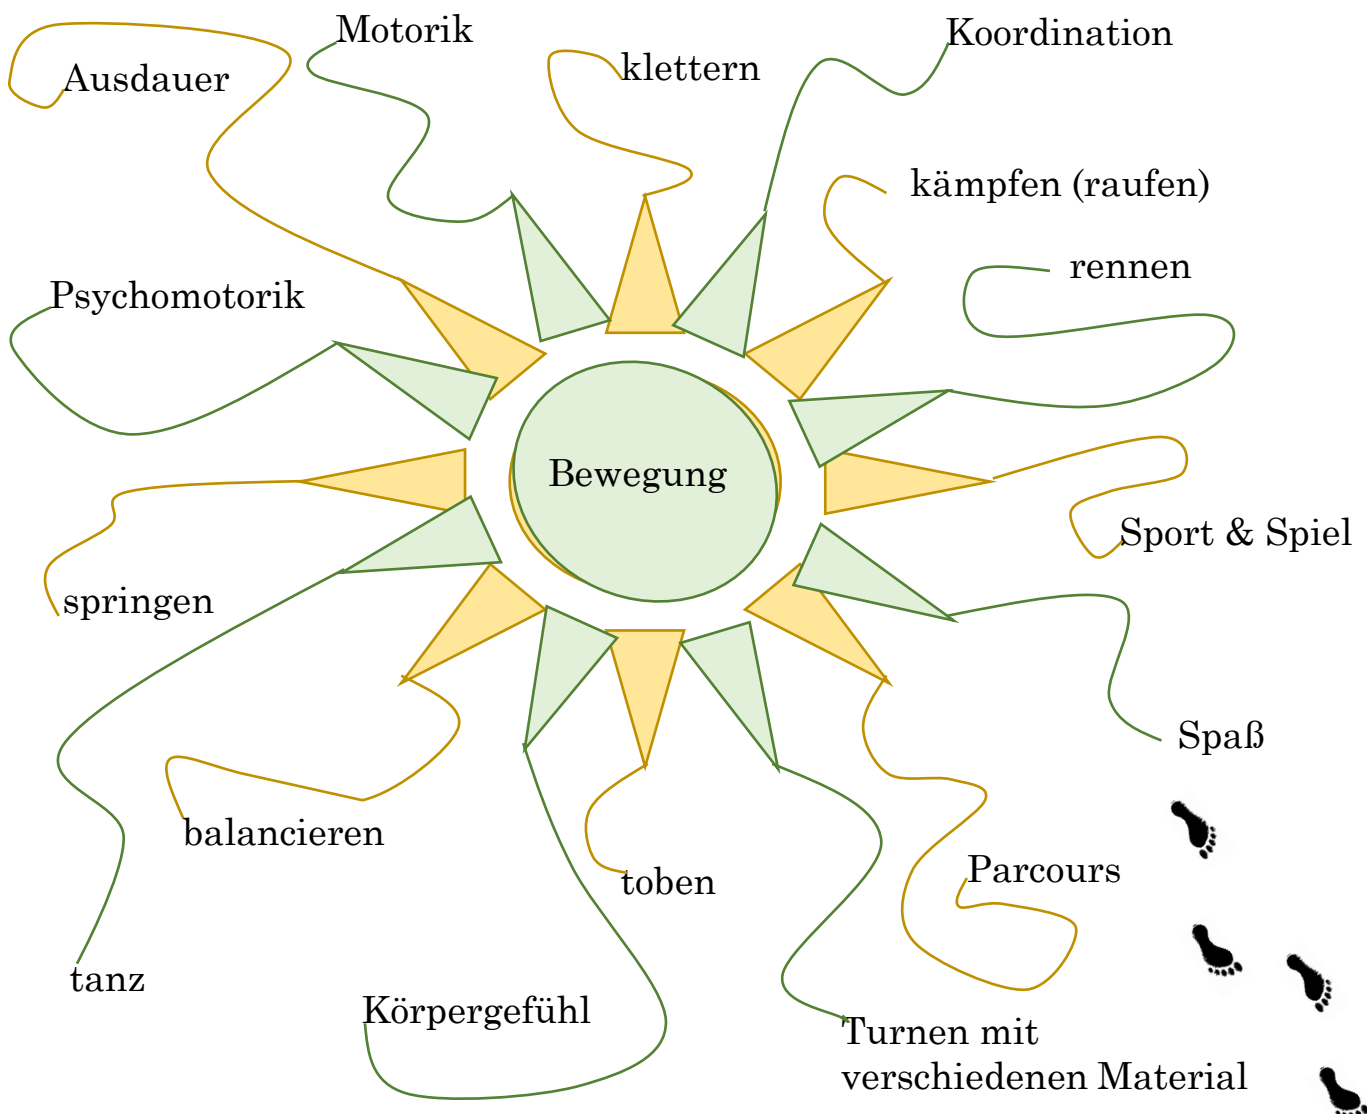 Motorik
Koordination
klettern
Ausdauer
kämpfen (raufen)
rennen
Psychomotorik
Bewegung
Sport & Spiel
springen
Spaß
balancieren
Parcours
toben
tanz
Körpergefühl
Turnen mit
verschiedenen Material